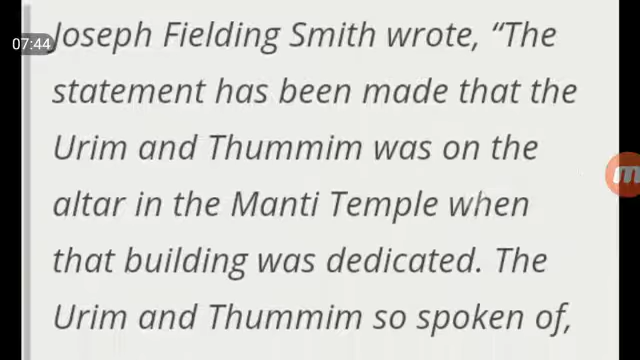 07:44
Joseph Fielding Smith wrote, “The
statement has been made that the
Urim and Thummim was on the
altar in the Manti Temple when
that building was dedicated. The
Urim and Thummim so spoken of,